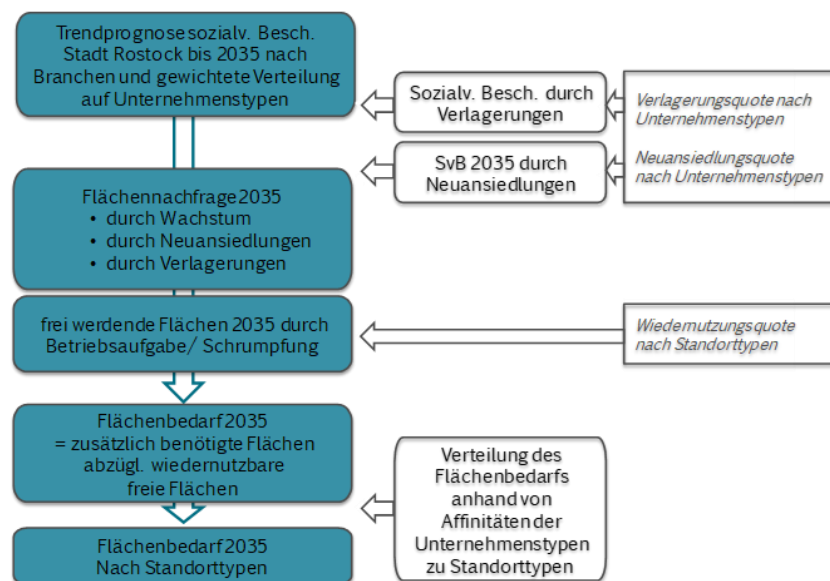 Trendprognose sozialv. Besch.
Stadt Rostock bis 2035 nach
Branchen und gewichtete Verteilung
auf Unternehmenstypen
Sozialv. Besch. durch
Verlagerungen
Verlagerungsquote nach
Unternehmenstypen
SvB 2035 durch
Neuansiedlungen
Neuansiedlungsquote
nach Unternehmenstypen
Flächennachfrage 2035
• durch Wachstum
• durch Neuansiedlungen
• durch Verlagerungen
frei werdende Flächen 2035 durch
Betriebsaufgabe/ Schrumpfung
Wiedernutzungsquote
nach Standorttypen
Flächenbedarf 2035
= zusätzlich benötigte Flächen
abzügl. wiedernutzbare
freie Flächen
Verteilung des
Flächenbedarfs
anhand von
Affinitäten der
Unternehmenstypen
zu Standorttypen
Flächenbedarf 2035
Nach Standorttypen